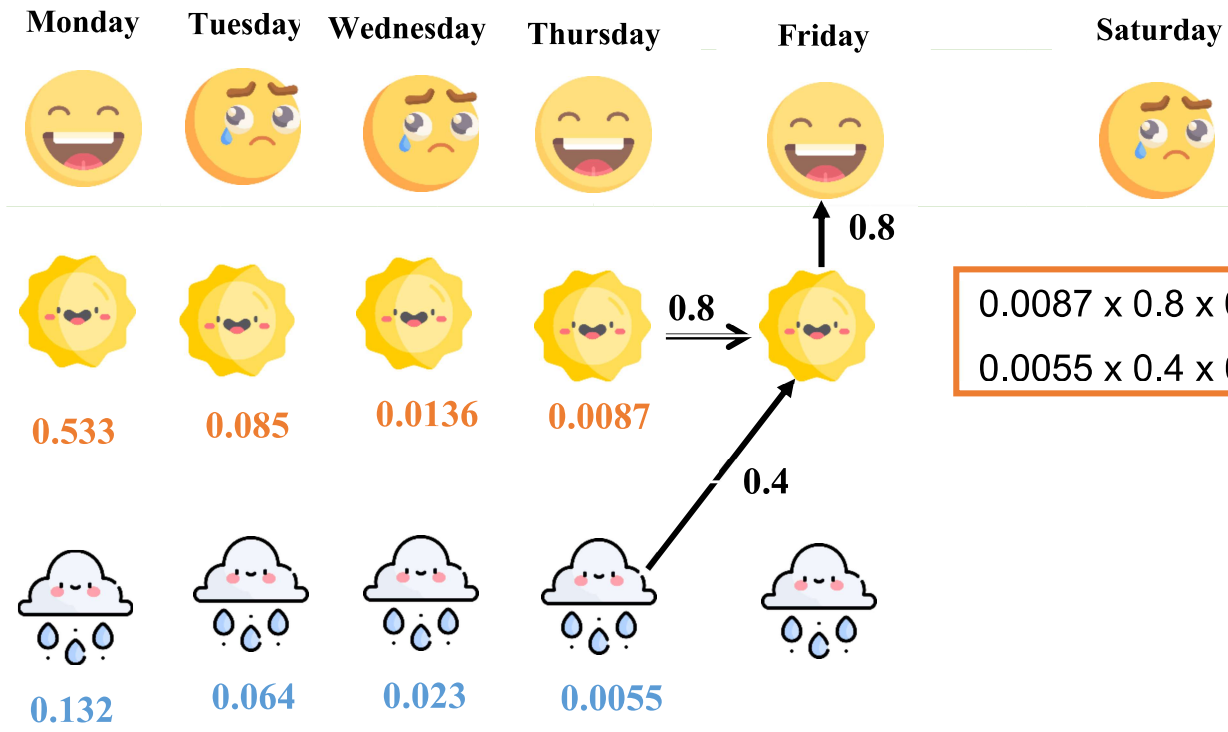 Monday Tuesday Wednesday Thursday Friday Saturday
0.8
0.8
0.0087 x 0.8 x
0.0055 x 0.4 x
0.533 0.085 0.0136 0.0087
0.4
0.132 0.064 0.023 0.0055